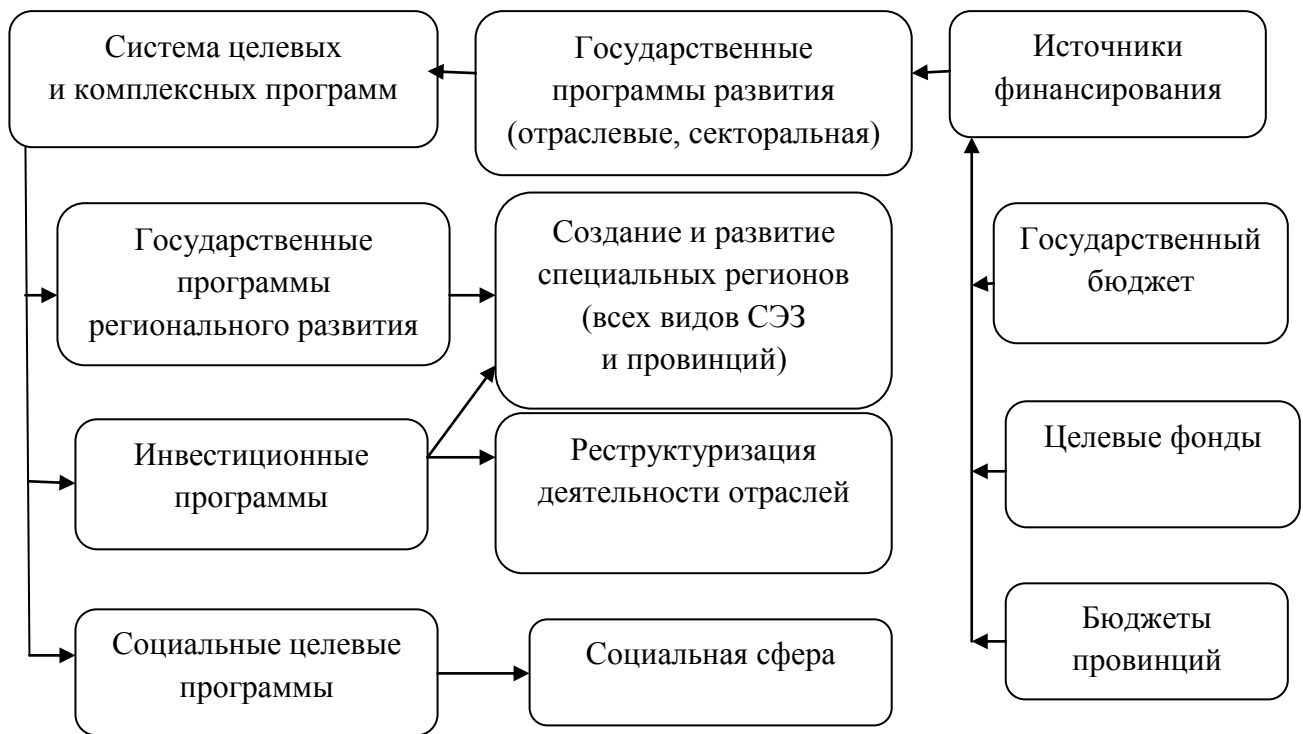 Система целевых
и комплексных программ
Государственные
программы развития
(отраслевые, секторальная)
Источники
финансирования
Государственные
программы
регионального развития
Создание и развитие
специальных регионов
(всех видов СЭЗ
и провинций)
Государственный
бюджет
Инвестиционные
программы
Реструктуризация
деятельности отраслей
Целевые фонды
Социальные целевые
программы
Социальная сфера
Бюджеты
провинций